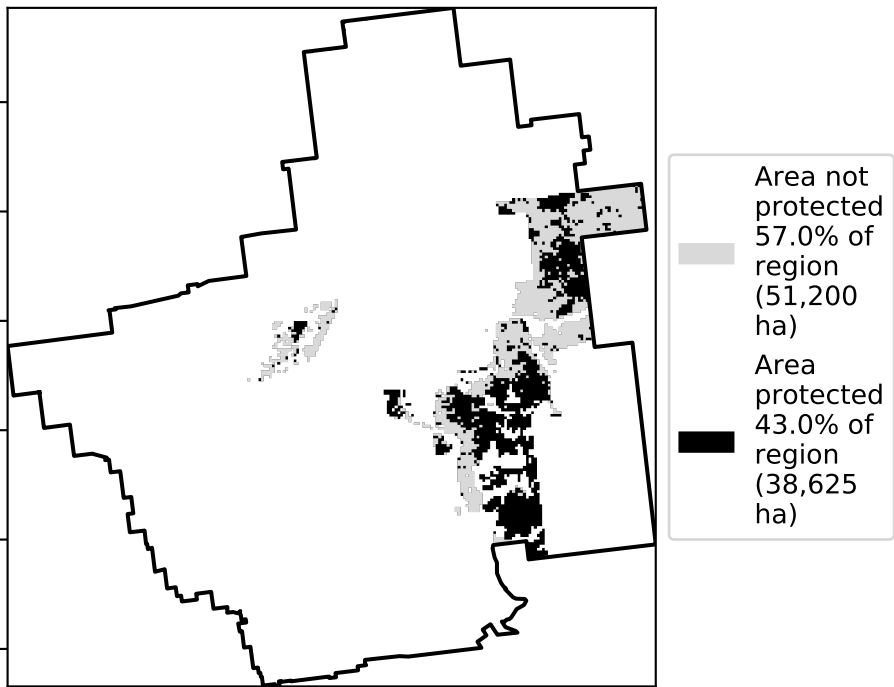 Area not
protected
57.0% of
region
(51,200
ha)
Area
protected
43.0% of
region
(38,625
ha)